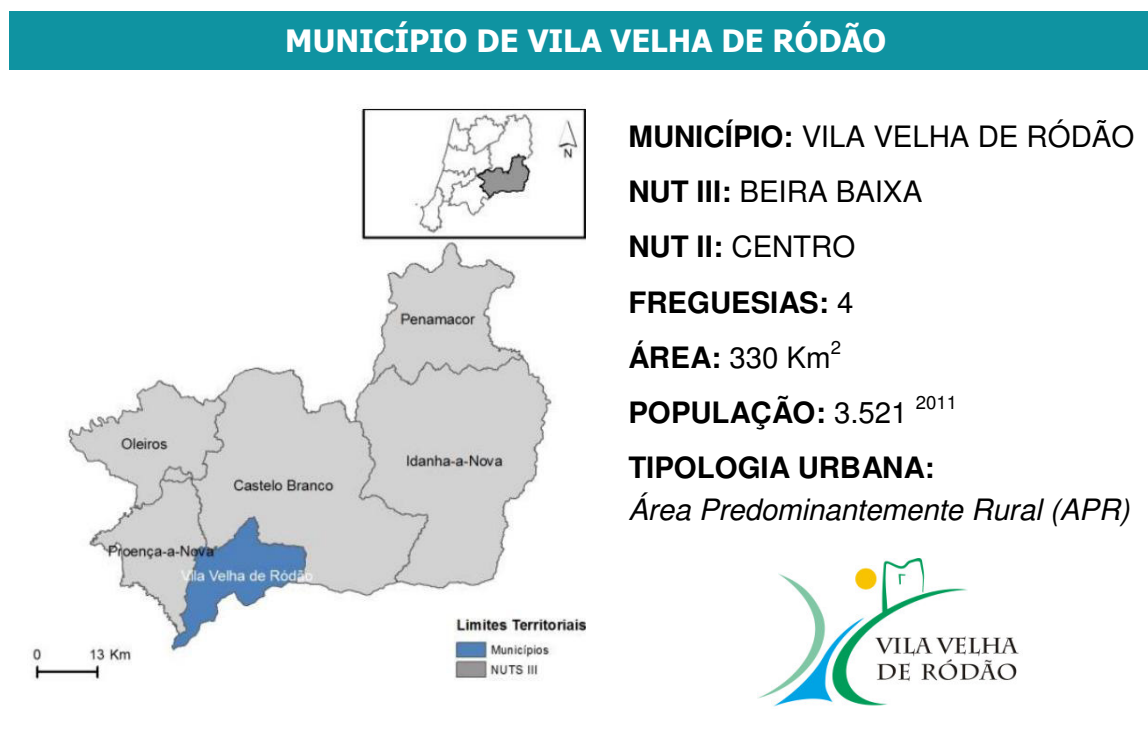 MUNICÍPIO DE VILA VELHA DE RÓDÃO
N
Penamacor
Oleiros
Idanha-a-Nova
Castelo Branco
Proença-a-Nova
Vila Velha de Ródão
Limites Territoriais
Municípios
NUTS III
0 13 Km
MUNICÍPIO: VILA VELHA DE RÓDÃO
NUT III: BEIRA BAIXA
NUT II: CENTRO
FREGUESIAS: 4
ÁREA: 330 Km²
POPULAÇÃO: 3.521 ²⁰¹¹
TIPOLOGIA URBANA:
Área Predominantemente Rural (APR)
VILA VELHA
DE RÓDÃO